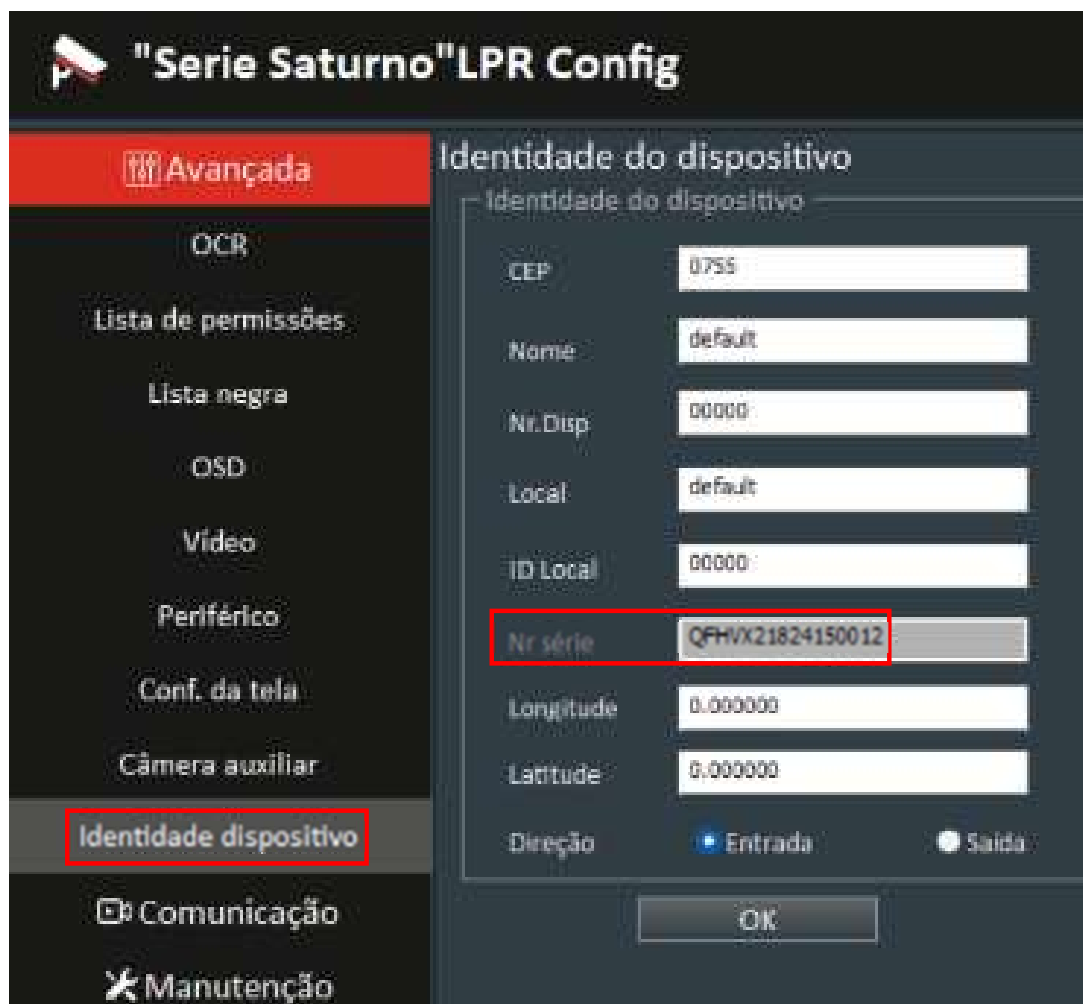 "Serie Saturno"LPR Config
Avançada
OCR
Lista de permissões
Lista negra
OSD
Vídeo
Periférico
Conf. da tela
Câmera auxiliar
Identidade dispositivo
Comunicação
Manutenção
Identidade do dispositivo
Identidade do dispositivo
CEP 0755
Nome default
Nr.Disp 00000
Local default
ID Local 00000
Nr série QFHVX21824150012
Longitude 0.000000
Latitude 0.000000
Direção Entrada Saída
OK